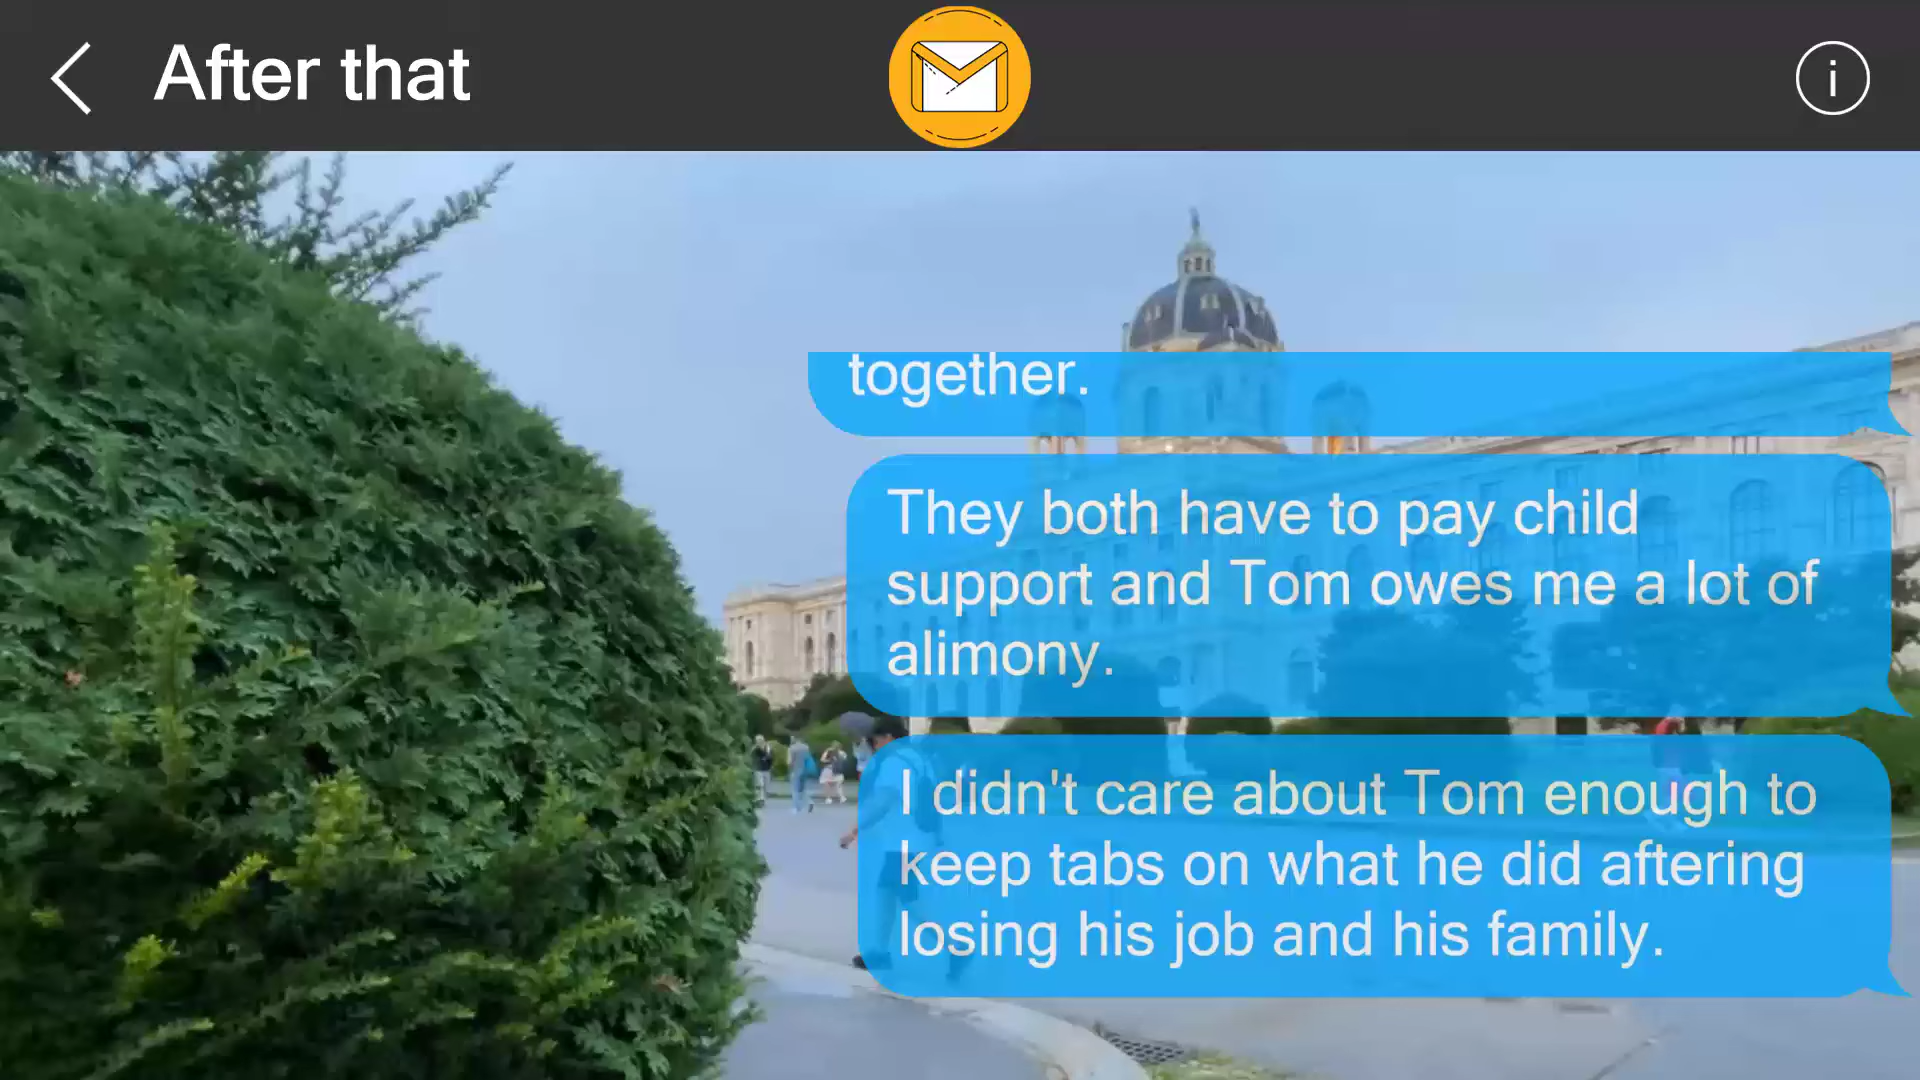 After that
i
together.
They both have to pay child
support and Tom owes me a lot of
alimony.
I didn't care about Tom enough to
keep tabs on what he did aftering
losing his job and his family.